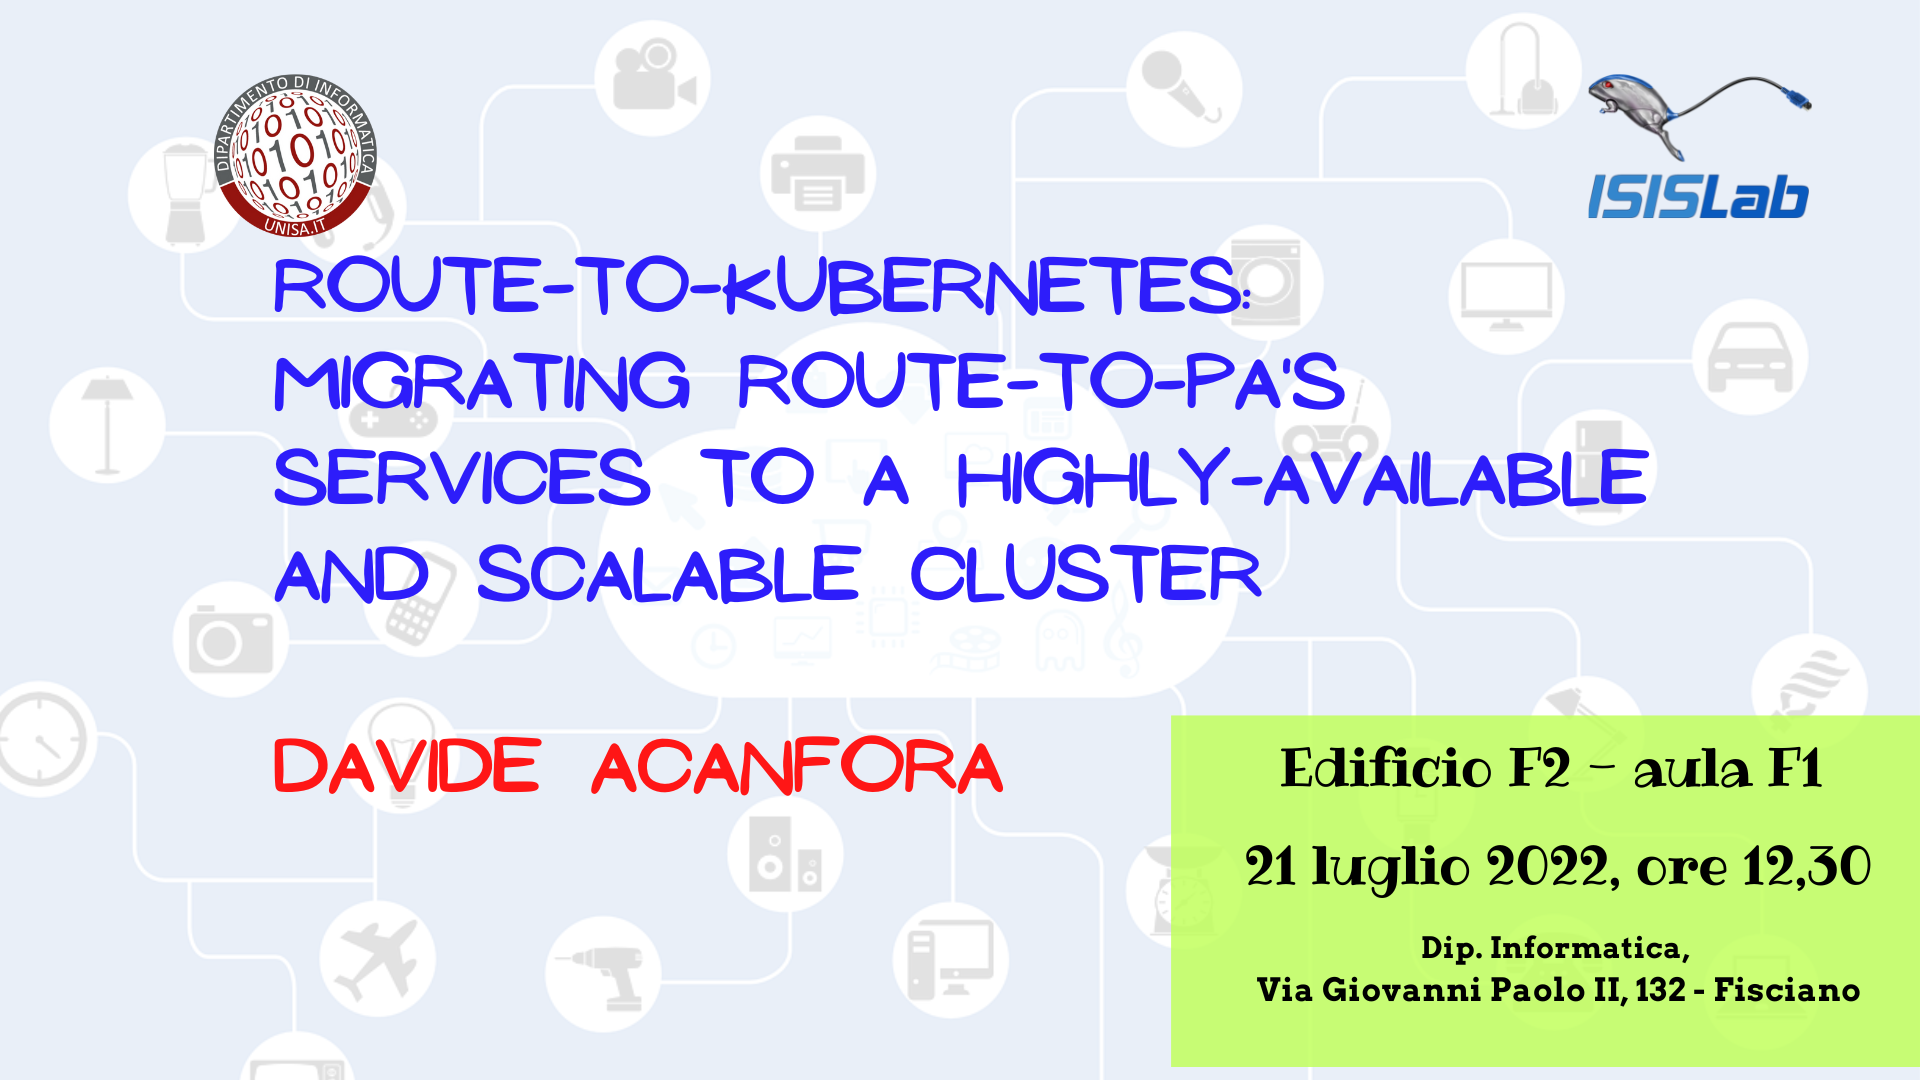 DIPARTIMENTO DI INFORMATICA
UNISA.IT
ISISLab
ROUTE-TO-KUBERNETES:
MIGRATING ROUTE-TO-PA'S
SERVICES TO A HIGHLY-AVAILABLE
AND SCALABLE CLUSTER
DAVIDE ACANFORA
Edificio F2 - aula F1
21 luglio 2022, ore 12,30
Dip. Informatica,
Via Giovanni Paolo II, 132 - Fisciano